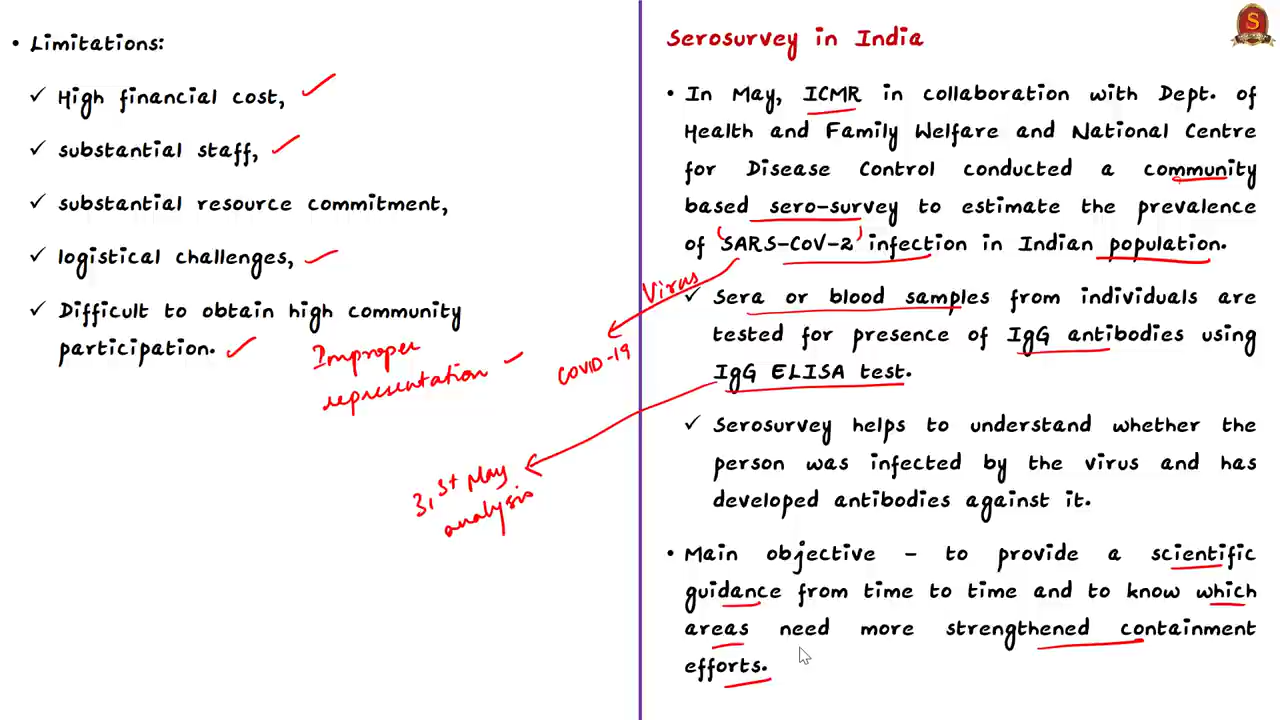 • Limitations:
✓ High financial cost,
✓ substantial staff,
✓ substantial resource commitment,
✓ logistical challenges,
✓ Difficult to obtain high community
participation.
Improper
representation
31st May
analysis
Serosurvey in India
S
• In May, ICMR in collaboration with Dept. of
Health and Family Welfare and National Centre
for Disease Control conducted a community
based sero-survey to estimate the prevalence
of (SARS-CoV-2) infection in Indian population.
Virus
COVID-19
✓ Sera or blood samples from individuals are
tested for presence of IgG antibodies using
IgG ELISA test.
✓ Serosurvey helps to understand whether the
person was infected by the virus and has
developed antibodies against it.
• Main objective – to provide a scientific
guidance from time to time and to know which
areas need more strengthened containment
efforts.